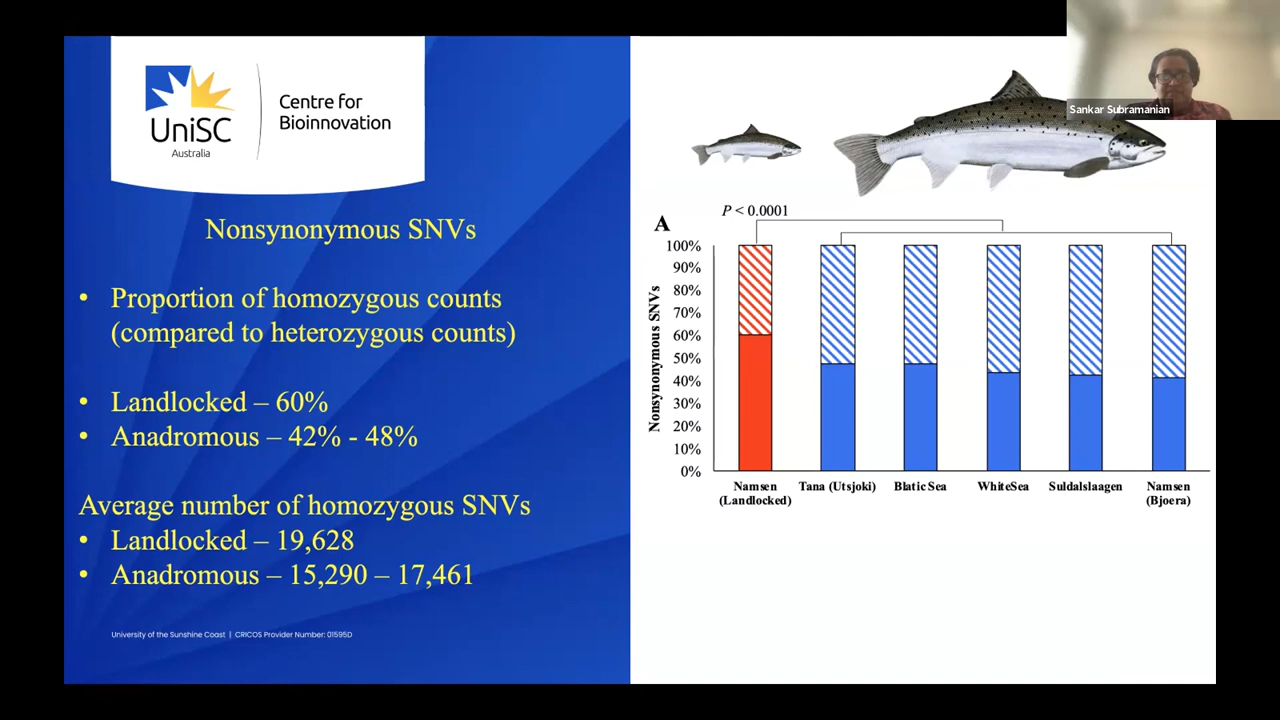 UniSC
Australia
Centre for
Bioinnovation
Nonsynonymous SNVs
• Proportion of homozygous counts
(compared to heterozygous counts)
• Landlocked – 60%
• Anadromous – 42% - 48%
Average number of homozygous SNVs
• Landlocked – 19,628
• Anadromous – 15,290 – 17,461
University of the Sunshine Coast | CRICOS Provider Number: 01595D
Sankar Subramanian
A
P < 0.0001
Nonsynonymous SNVs
100%
90%
80%
70%
60%
50%
40%
30%
20%
10%
0%
Namsen
(Landlocked)
Tana (Utsjoki)
Blatic Sea
WhiteSea
Suldalslaagen
Namsen
(Bjoera)